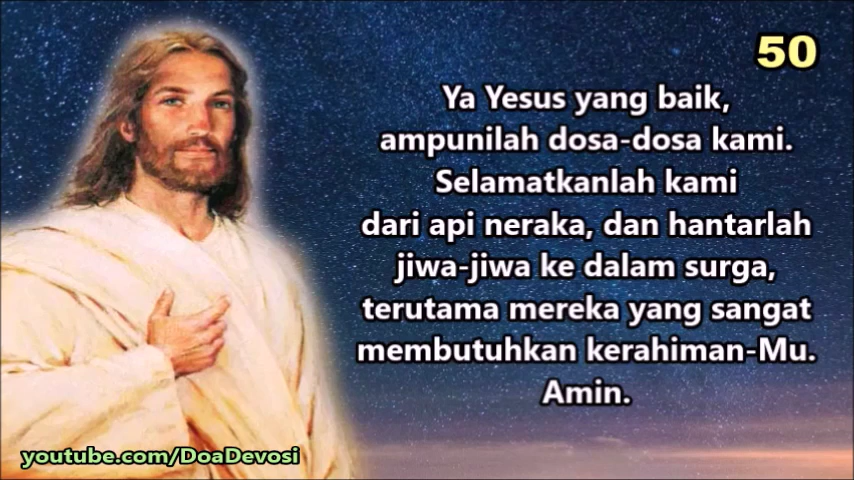 50
Ya Yesus yang baik,
ampunilah dosa-dosa kami.
Selamatkanlah kami
dari api neraka, dan hantarlah
jiwa-jiwa ke dalam surga,
terutama mereka yang sangat
membutuhkan kerahiman-Mu.
Amin.
youtube.com/DoaDevosi